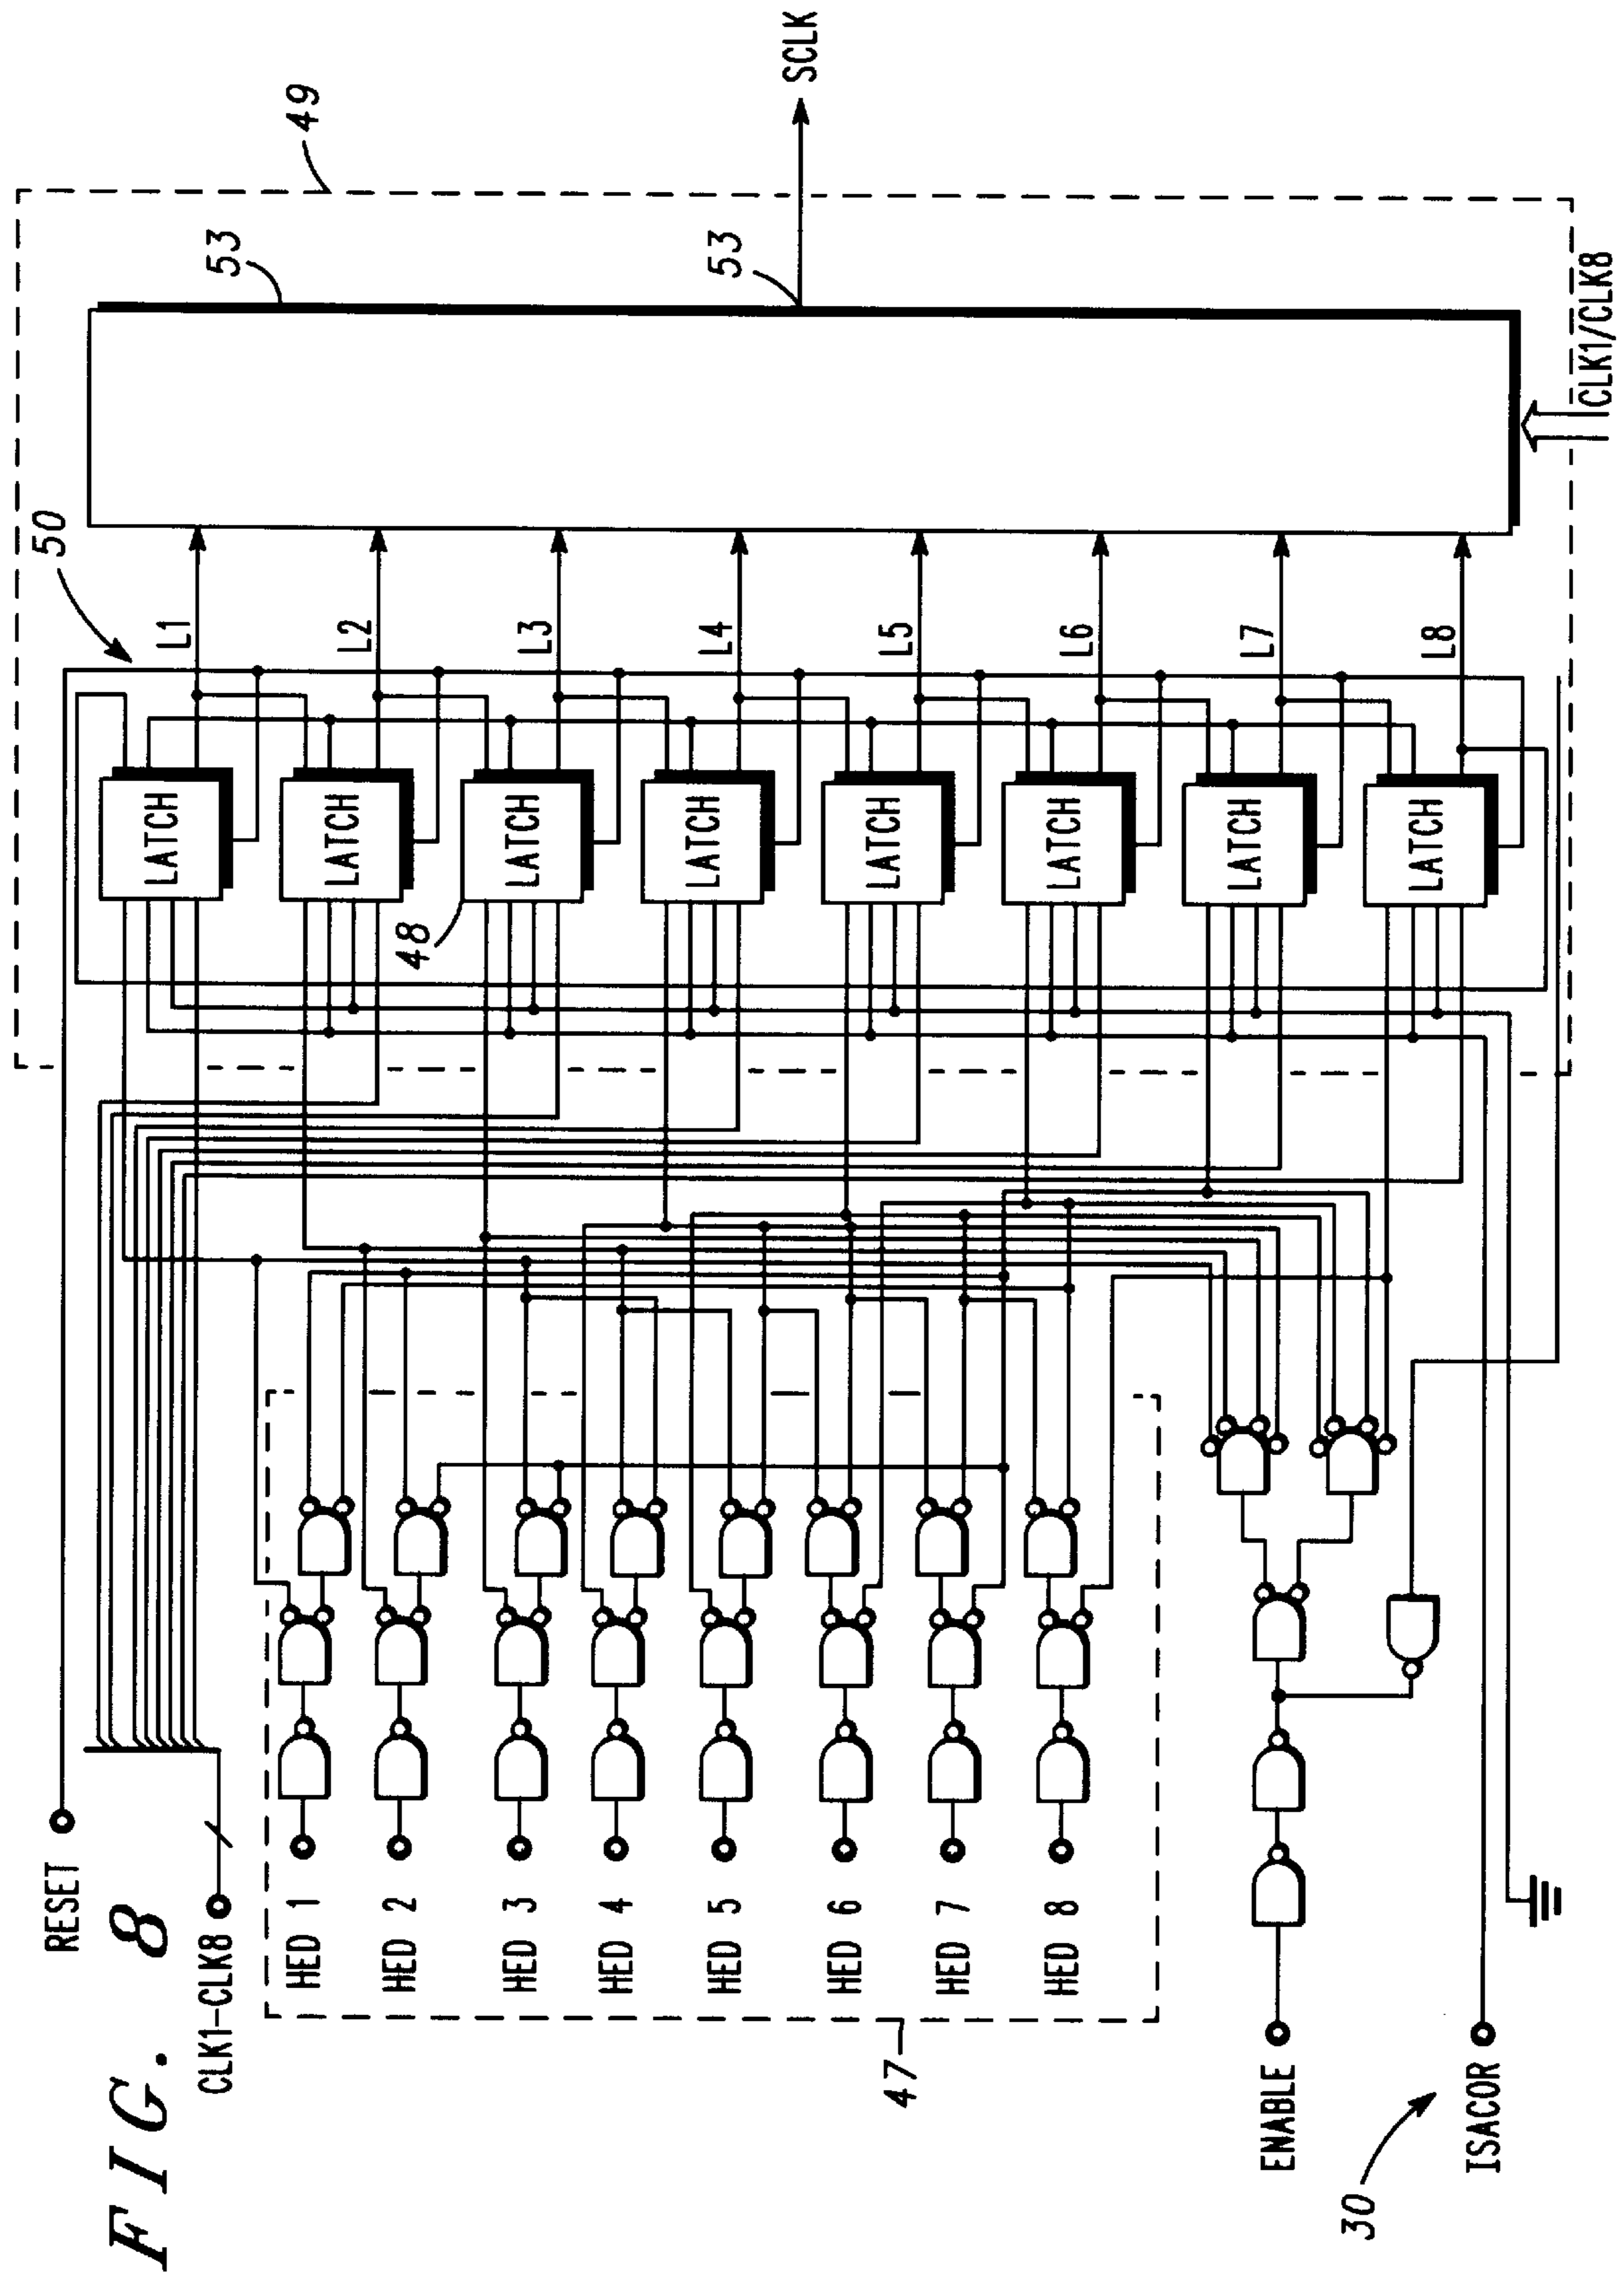 FIG. 8
RESET
CLK1-CLK8
HED 1
HED 2
HED 3
HED 4
HED 5
HED 6
HED 7
HED 8
47
ENABLE
ISACOR
30
50
48
LATCH
LATCH
LATCH
LATCH
LATCH
LATCH
LATCH
LATCH
L1
L2
L3
L4
L5
L6
L7
L8
53
53
49
SCLK
CLK1/CLK8